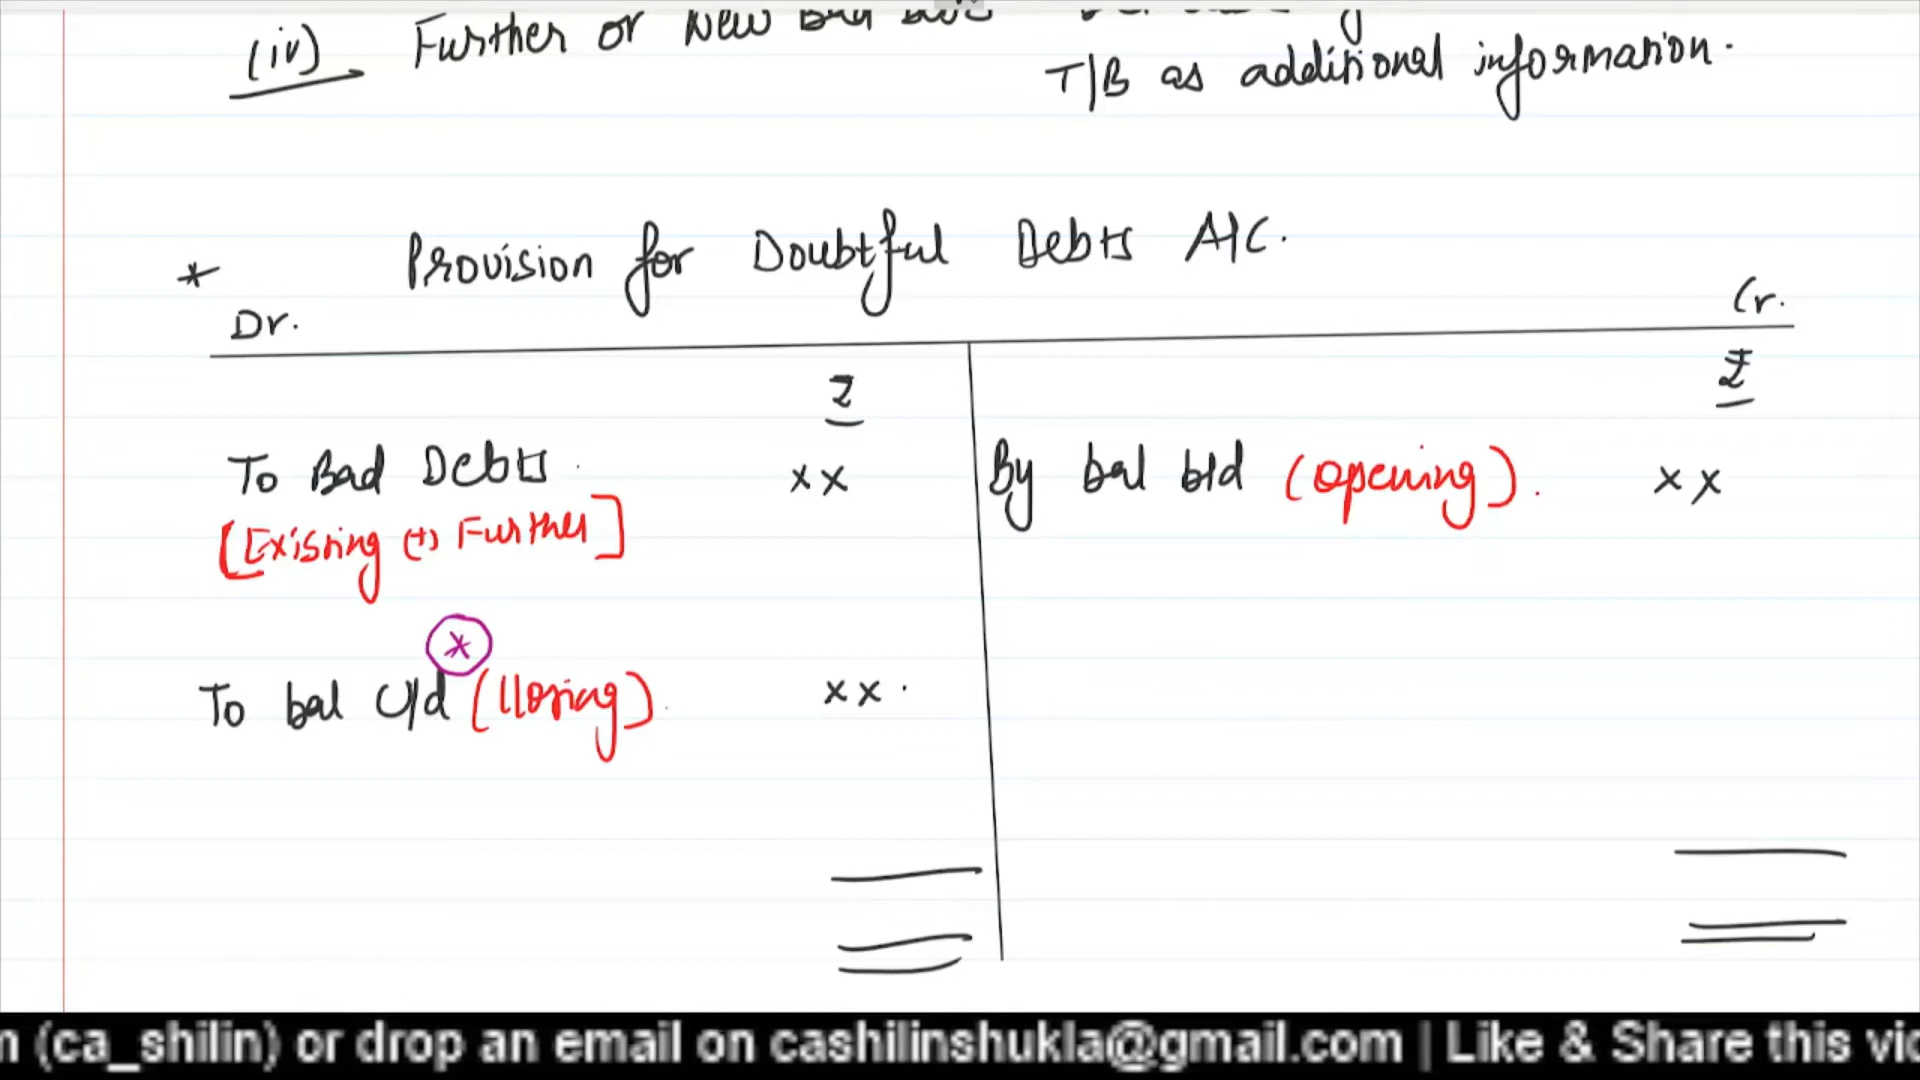 (iv) Further or New Bad
T/B as additional information.
* Provision for Doubtful Debts A/C.
Dr. Cr.
₹ ₹
To Bad Debts xx By bal b/d (opening). xx
[Existing (+) Further]
*
To bal c/d (closing) xx.
n (ca_shilin) or drop an email on cashilinshukla@gmail.com | Like & Share this vid